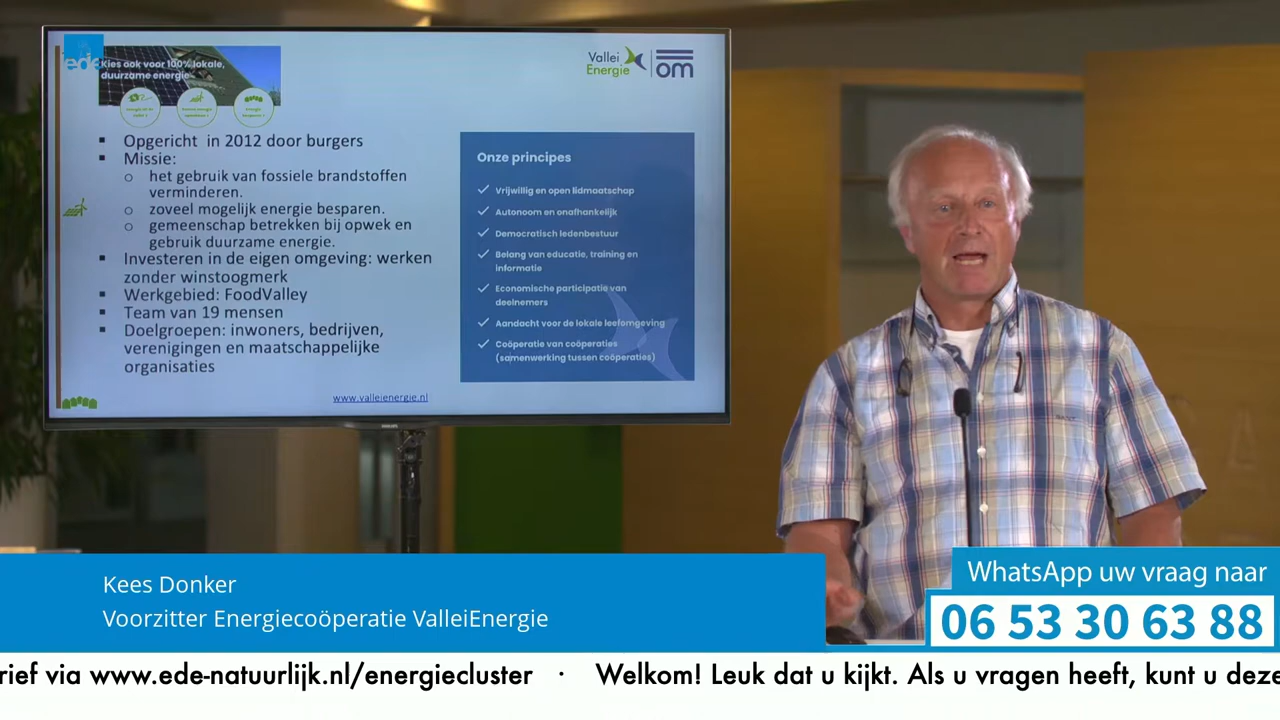 ede
Kies ook voor 100% lokale,
duurzame energie
Vallei
Energie
om
Opgericht in 2012 door burgers
Missie:
het gebruik van fossiele brandstoffen
verminderen.
zoveel mogelijk energie besparen.
gemeenschap betrekken bij opwek en
gebruik duurzame energie.
Investeren in de eigen omgeving: werken
zonder winstoogmerk
Werkgebied: FoodValley
Team van 19 mensen
Doelgroepen: inwoners, bedrijven,
verenigingen en maatschappelijke
organisaties
www.valleienergie.nl
Onze principes
Vrijwillig en open lidmaatschap
Autonoom en onafhankelijk
Democratisch ledenbestuur
Belang van educatie, training en
informatie
Economische participatie van
deelnemers
Aandacht voor de lokale leefomgeving
Coöperatie van coöperaties
(samenwerking tussen coöperaties)
Kees Donker
Voorzitter Energiecoöperatie ValleiEnergie
WhatsApp uw vraag naar
06 53 30 63 88
rief via www.ede-natuurlijk.nl/energiecluster · Welkom! Leuk dat u kijkt. Als u vragen heeft, kunt u deze